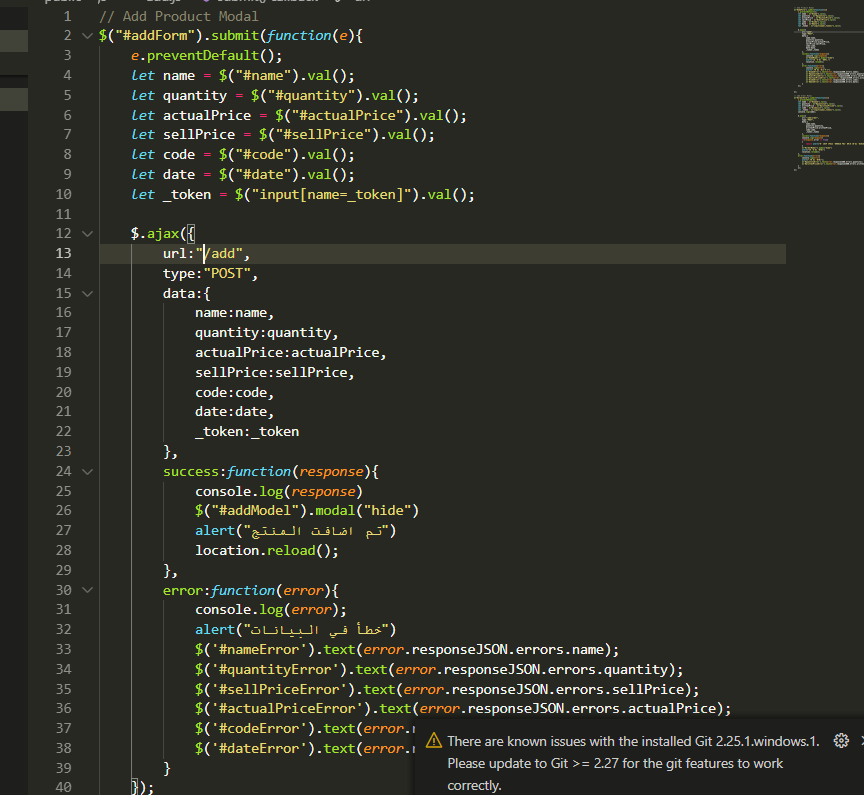 1 // Add Product Modal
2 $("#addForm").submit(function(e){
3 e.preventDefault();
4 let name = $("#name").val();
5 let quantity = $("#quantity").val();
6 let actualPrice = $("#actualPrice").val();
7 let sellPrice = $("#sellPrice").val();
8 let code = $("#code").val();
9 let date = $("#date").val();
10 let _token = $("input[name=_token]").val();
11
12 $.ajax({
13 url:"/add",
14 type:"POST",
15 data:{
16 name:name,
17 quantity:quantity,
18 actualPrice:actualPrice,
19 sellPrice:sellPrice,
20 code:code,
21 date:date,
22 _token:_token
23 },
24 success:function(response){
25 console.log(response)
26 $("#addModel").modal("hide")
27 alert("تم اضافت المنتج")
28 location.reload();
29 },
30 error:function(error){
31 console.log(error);
32 alert("خطأ في البيانات")
33 $('#nameError').text(error.responseJSON.errors.name);
34 $('#quantityError').text(error.responseJSON.errors.quantity);
35 $('#sellPriceError').text(error.responseJSON.errors.sellPrice);
36 $('#actualPriceError').text(error.responseJSON.errors.actualPrice);
37 $('#codeError').text(error.
38 $('#dateError').text(error.
39 }
40 });
There are known issues with the installed Git 2.25.1.windows.1.
Please update to Git >= 2.27 for the git features to work
correctly.